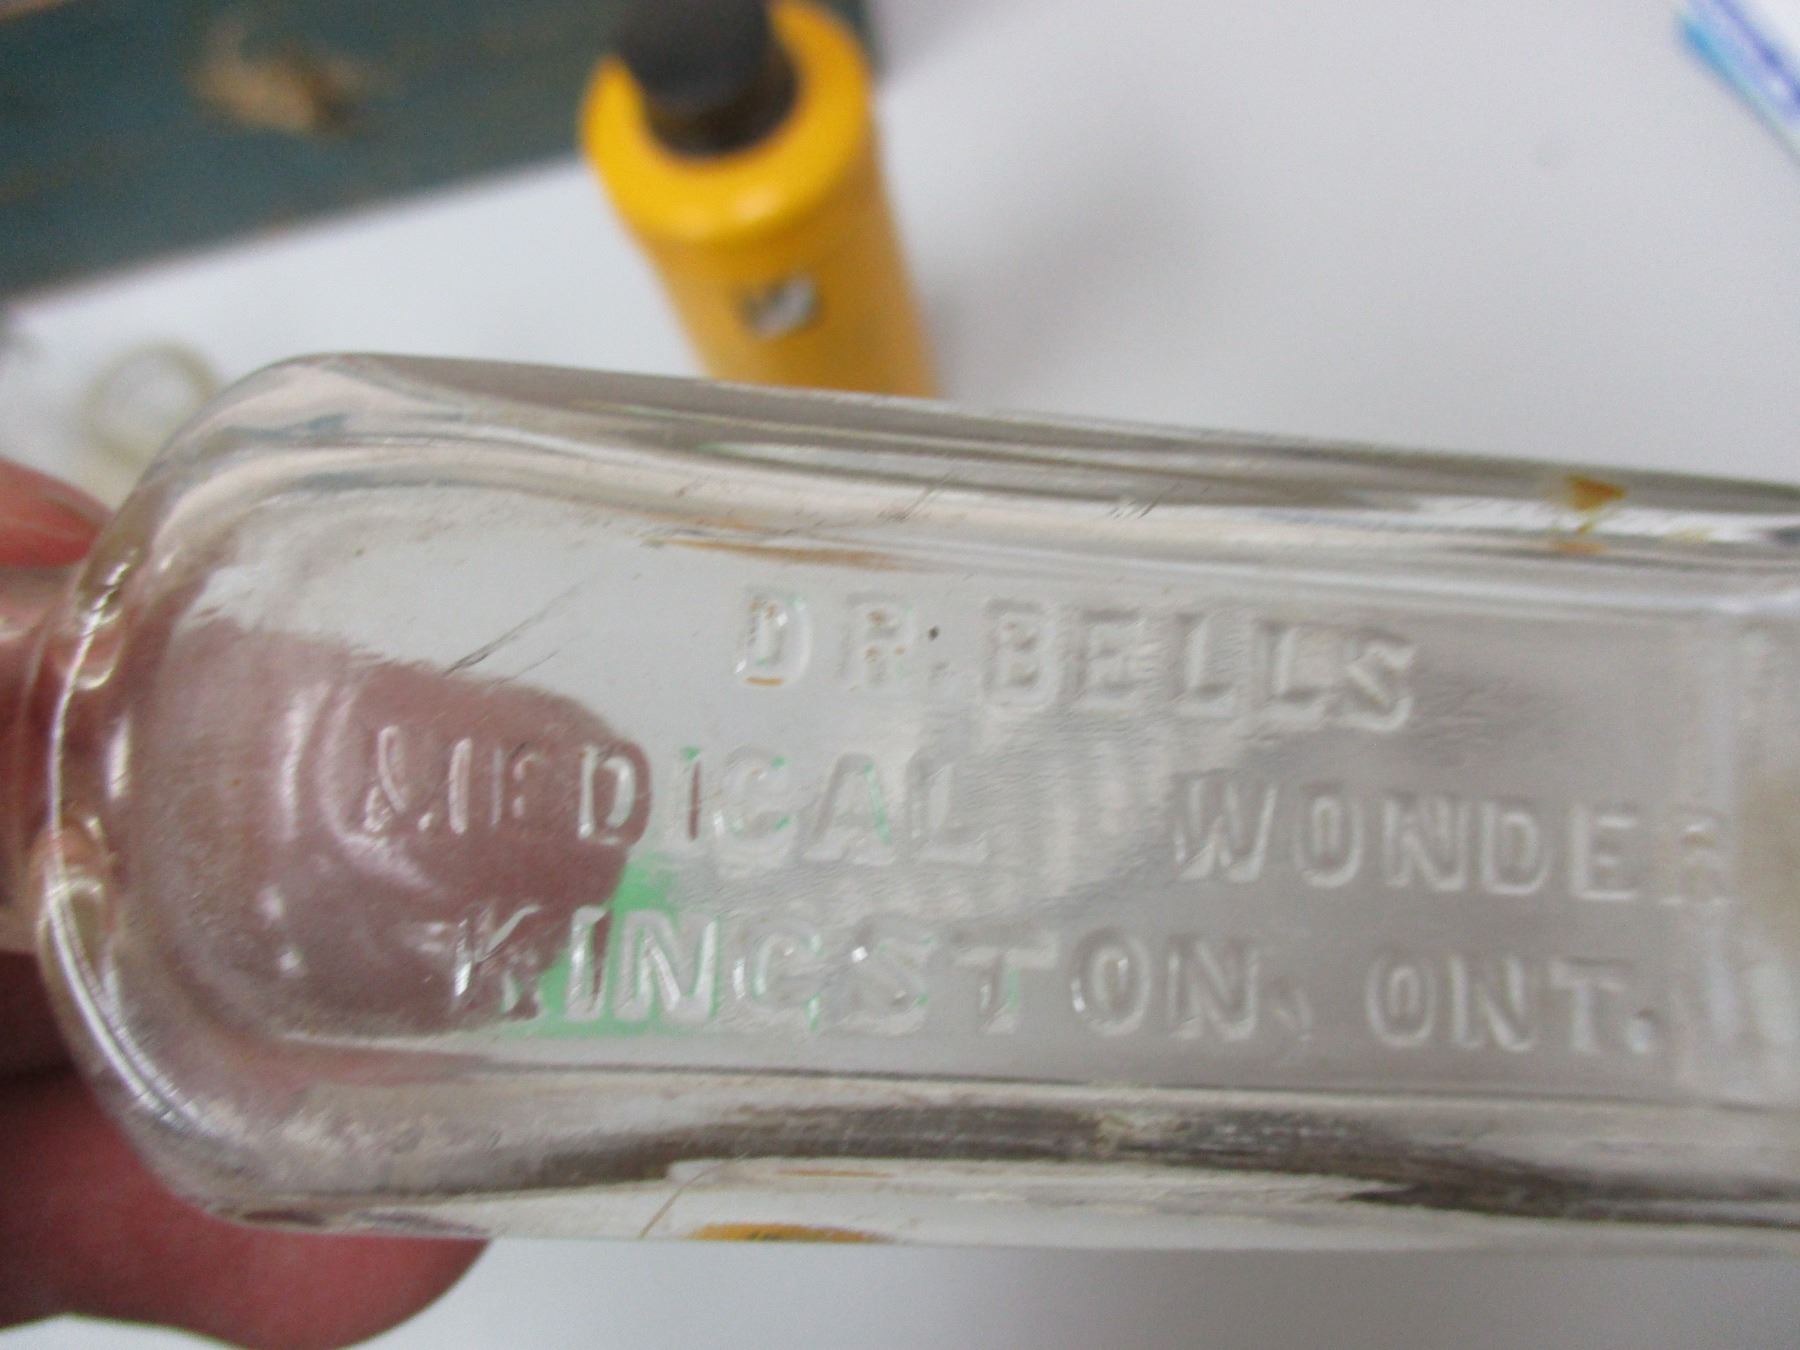 DR. BELLS
MEDICAL WONDER
KINGSTON, ONT.